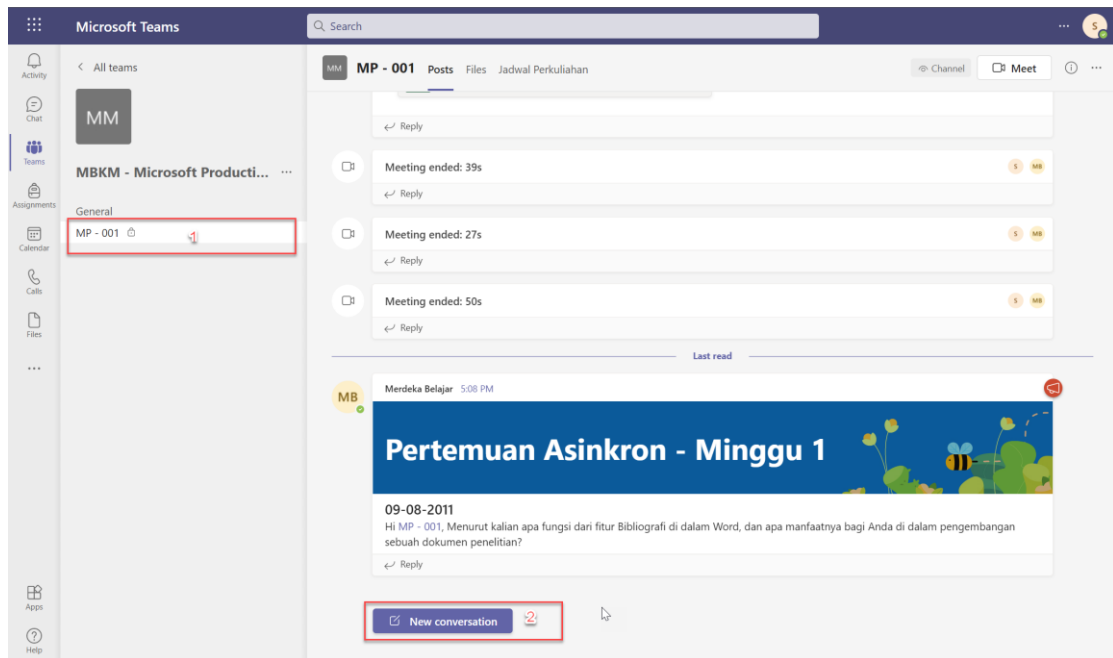 Microsoft Teams
Search
S
Activity
Chat
Teams
Assignments
Calendar
Calls
Files
Apps
Help
All teams
MM
MBKM - Microsoft Producti...
General
MP - 001
1
MM MP - 001 Posts Files Jadwal Perkuliahan Channel Meet
Reply
Meeting ended: 39s S MB
Reply
Meeting ended: 27s S MB
Reply
Meeting ended: 50s S MB
Reply
Last read
MB Merdeka Belajar 5:08 PM
Pertemuan Asinkron - Minggu 1
09-08-2011
Hi MP - 001, Menurut kalian apa fungsi dari fitur Bibliografi di dalam Word, dan apa manfaatnya bagi Anda di dalam pengembangan
sebuah dokumen penelitian?
Reply
New conversation 2